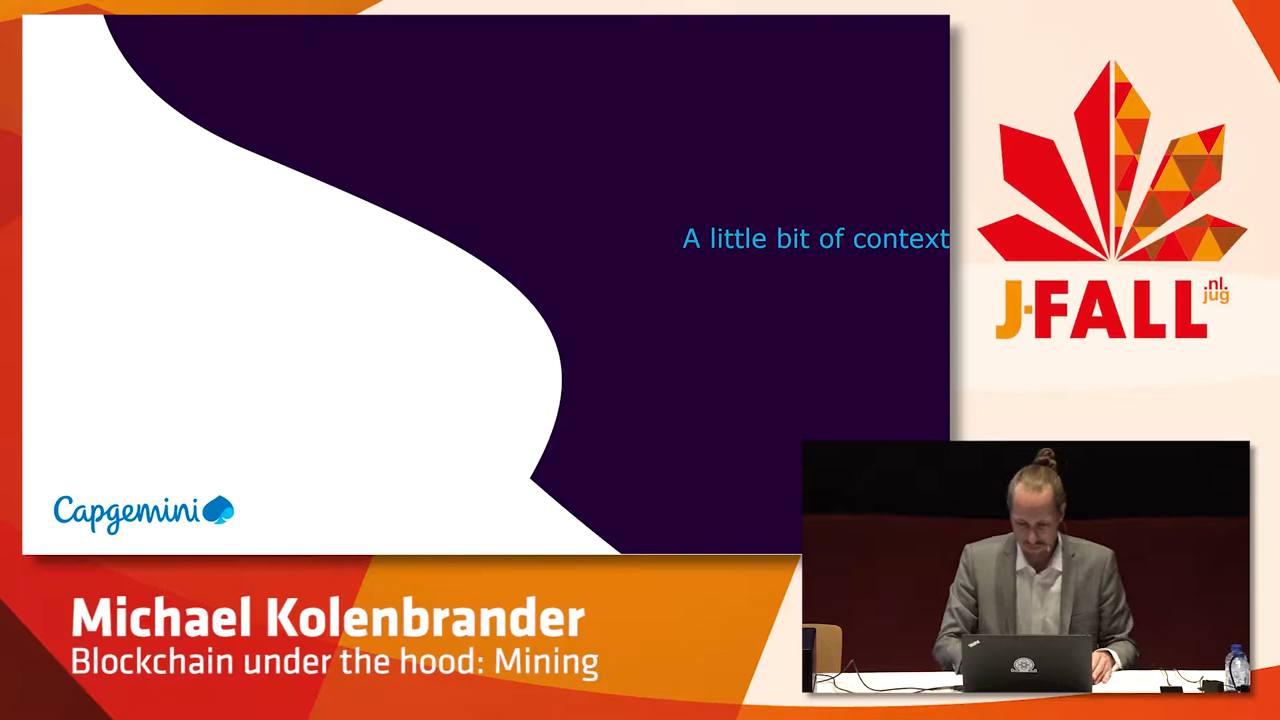 A little bit of context
Capgemini
J·FALL
.nl.
jug
Michael Kolenbrander
Blockchain under the hood: Mining